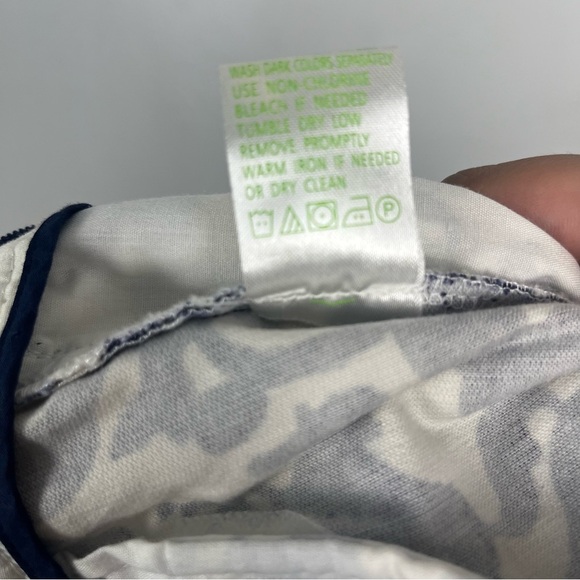 WASH DARK COLORS SEPARATELY
USE NON-CHLORINE
BLEACH IF NEEDED
TUMBLE DRY LOW
REMOVE PROMPTLY
WARM IRON IF NEEDED
OR DRY CLEAN
P